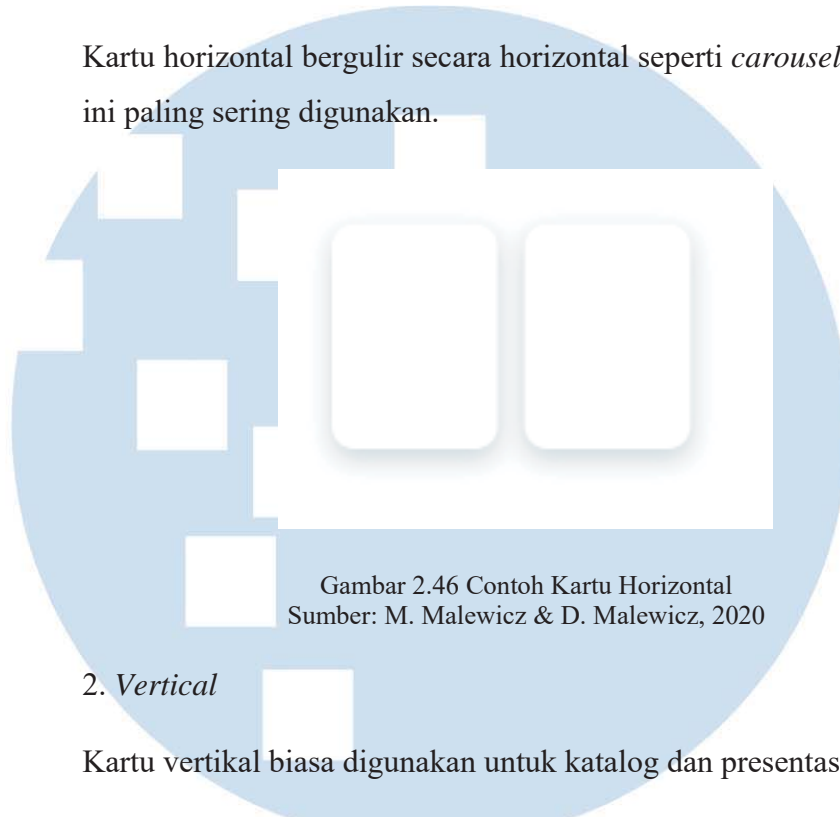 Kartu horizontal bergulir secara horizontal seperti carousel
ini paling sering digunakan.
Gambar 2.46 Contoh Kartu Horizontal
Sumber: M. Malewicz & D. Malewicz, 2020
2. Vertical
Kartu vertikal biasa digunakan untuk katalog dan presentas